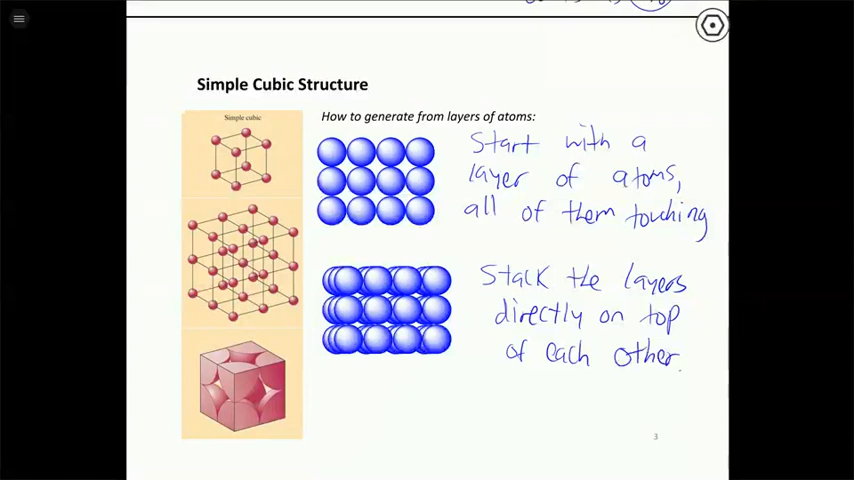 Simple Cubic Structure
Simple cubic
How to generate from layers of atoms:
Start with a
layer of atoms,
all of them touching
Stack the layers
directly on top
of each other.
3